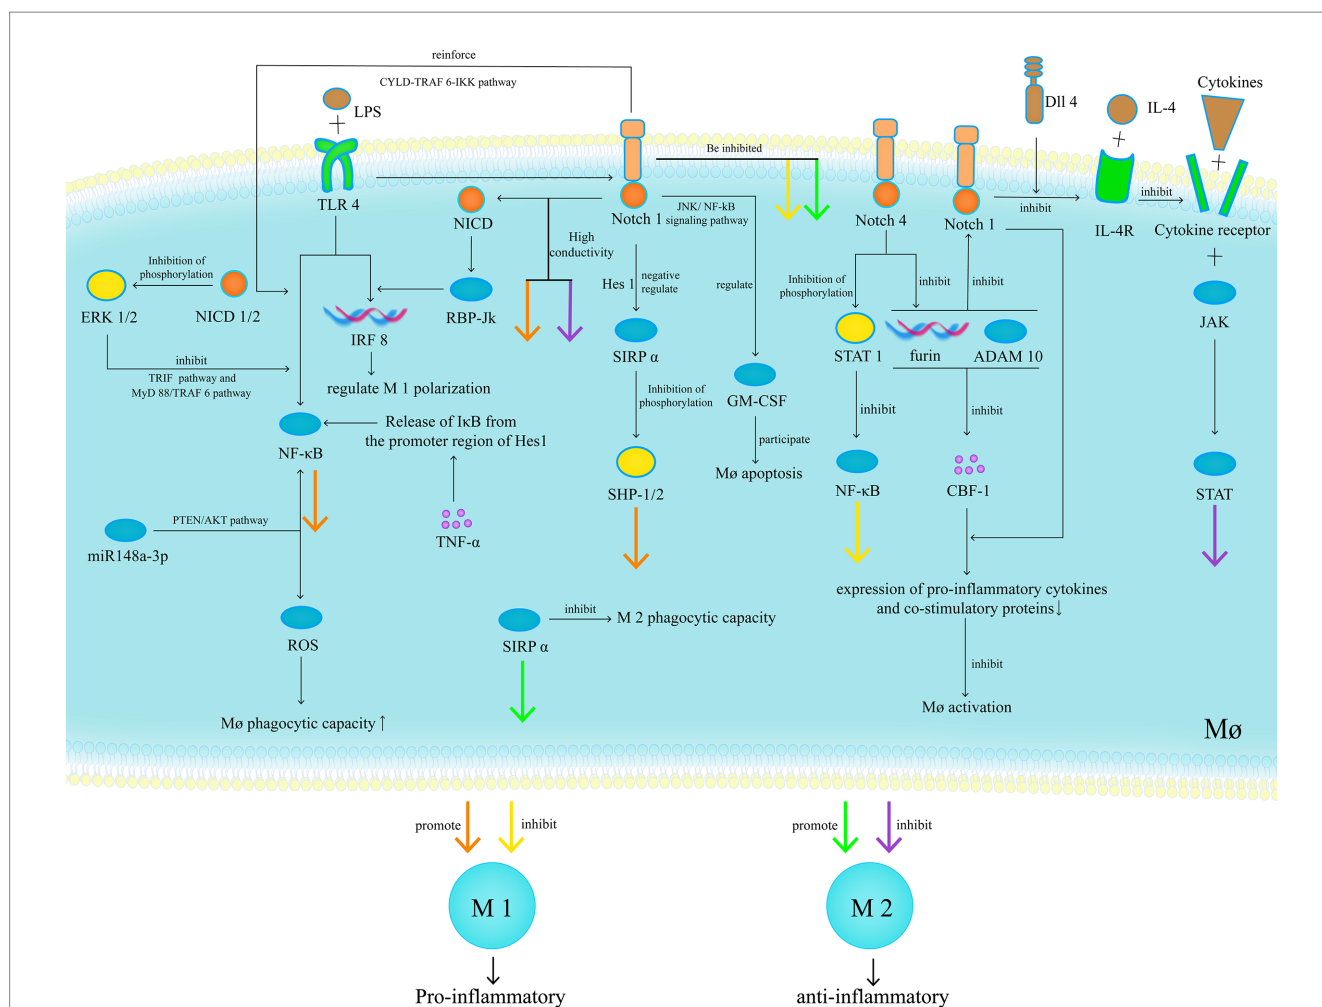 reinforce
CYLD-TRAF 6-IKK pathway
LPS
TLR 4
Be inhibited
Dll 4
IL-4
Cytokines
NICD
Notch 1
JNK/ NF-kB
signaling pathway
Notch 4
Notch 1
inhibit
IL-4R
inhibit
Cytokine receptor
High
conductivity
Inhibition of
phosphorylation
ERK 1/2
NICD 1/2
RBP-Jk
IRF 8
Hes 1
negative
regulate
regulate
SIRP α
Inhibition of
phosphorylation
inhibit
inhibit
STAT 1
furin
ADAM 10
JAK
inhibit
TRIF pathway and
MyD 88/TRAF 6 pathway
regulate M 1 polarization
Inhibition of
phosphorylation
GM-CSF
inhibit
inhibit
NF-κB
Release of IκB from
the promoter region of Hes1
participate
Mø apoptosis
SHP-1/2
NF-κB
CBF-1
STAT
miR148a-3p
PTEN/AKT pathway
TNF-α
expression of pro-inflammatory cytokines
and co-stimulatory proteins↓
ROS
SIRP α
inhibit
M 2 phagocytic capacity
inhibit
Mø phagocytic capacity↑
Mø activation
Mø
promote
inhibit
promote
inhibit
M 1
M 2
Pro-inflammatory
anti-inflammatory